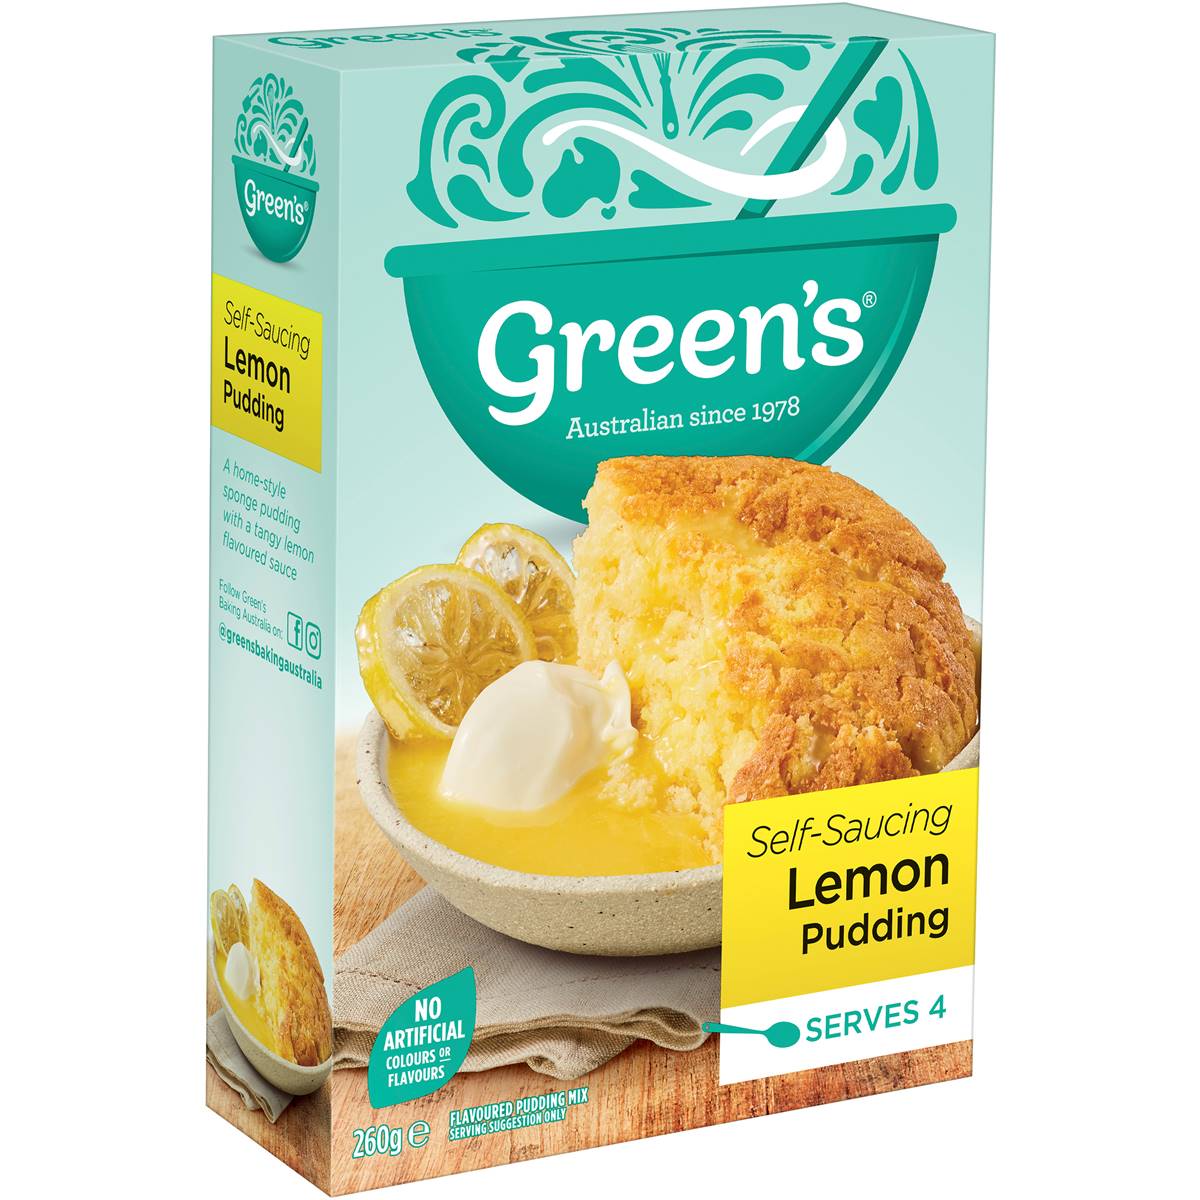 Green's
Green's®
Self-Saucing
Lemon
Pudding
A home-style
sponge pudding
with a tangy lemon
flavoured sauce
Follow Green's
Baking Australia on:
@greensbakingaustralia
Green's®
Australian since 1978
Self-Saucing
Lemon
Pudding
SERVES 4
NO
ARTIFICIAL
COLOURS OR
FLAVOURS
260g e
FLAVOURED PUDDING MIX
SERVING SUGGESTION ONLY